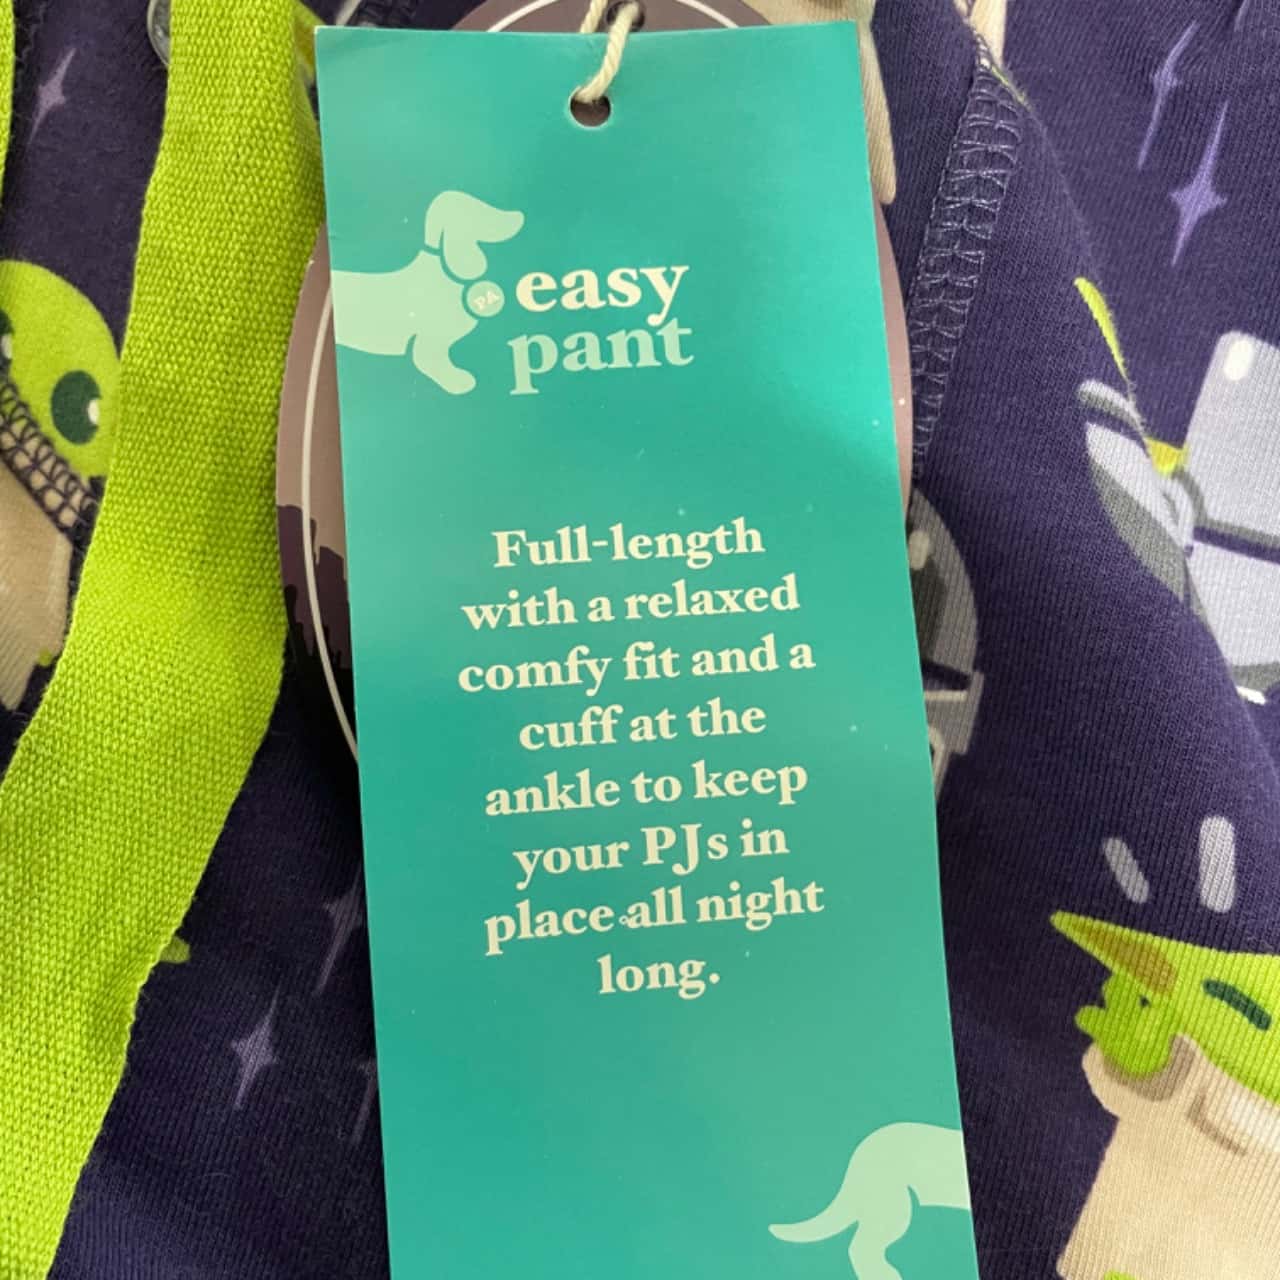 PA
easy
pant
Full-length
with a relaxed
comfy fit and a
cuff at the
ankle to keep
your PJs in
place all night
long.